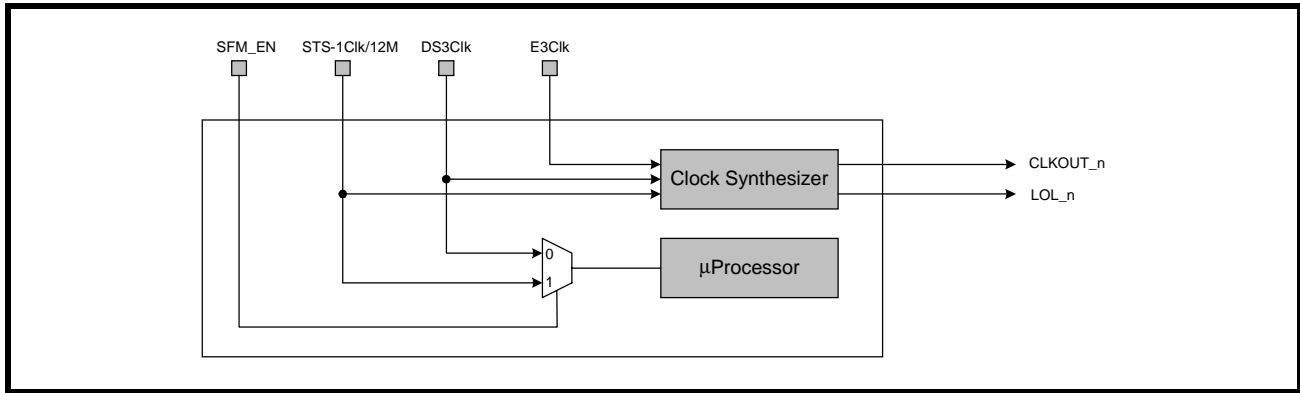 SFM_EN
STS-1Clk/12M
DS3Clk
E3Clk
Clock Synthesizer
CLKOUT_n
LOL_n
0
1
μProcessor